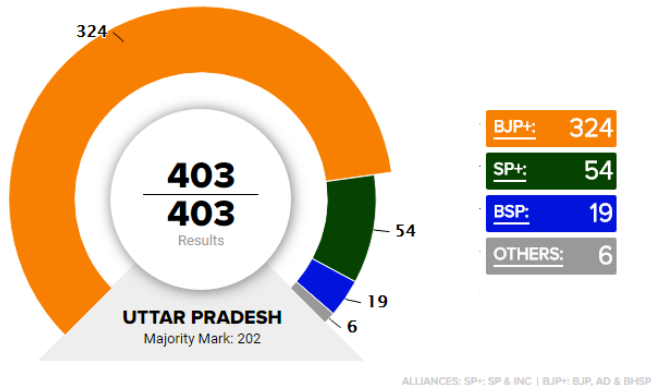 324
403
403
Results
54
19
6
UTTAR PRADESH
Majority Mark: 202
BJP+: 324
SP+: 54
BSP: 19
OTHERS: 6
ALLIANCES: SP+: SP & INC | BJP+: BJP, AD & BHSP